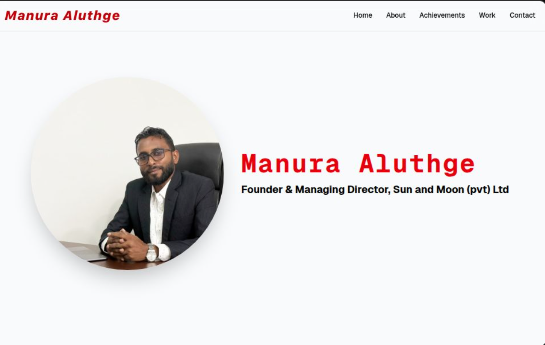 Manura Aluthge
Home About Achievements Work Contact
Manura Aluthge
Founder & Managing Director, Sun and Moon (pvt) Ltd